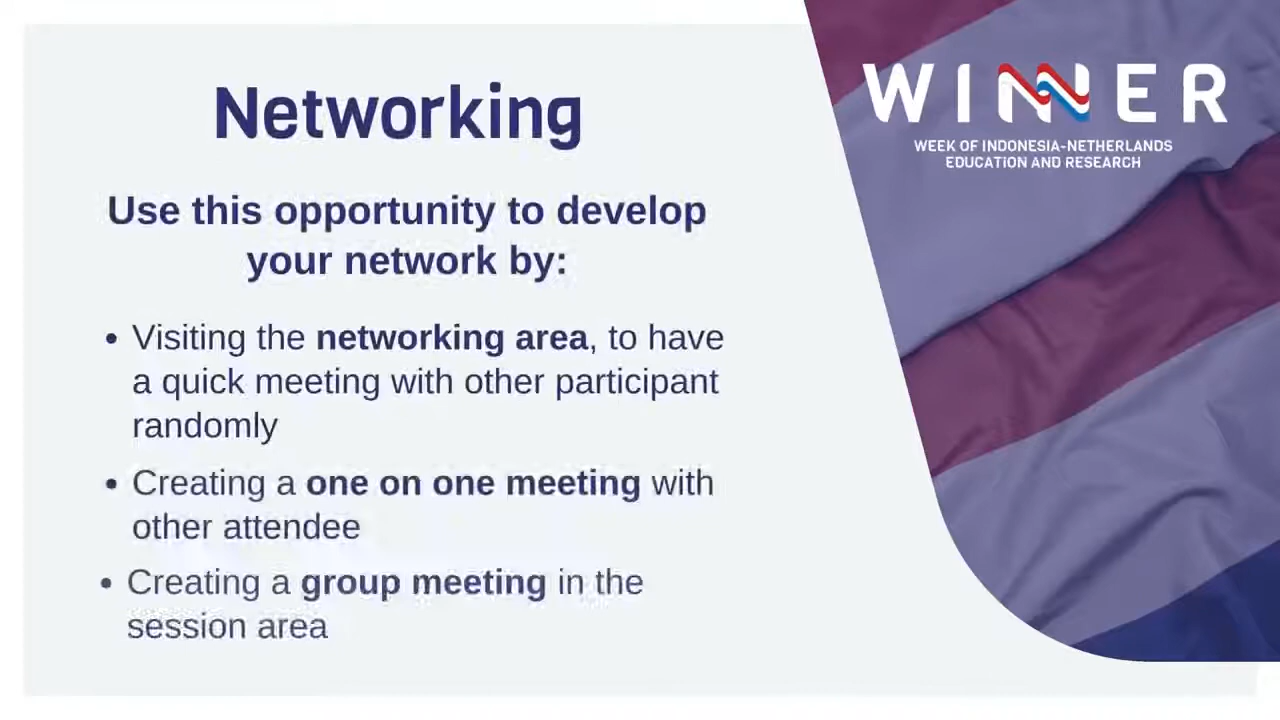 Networking
Use this opportunity to develop
your network by:
• Visiting the networking area, to have
a quick meeting with other participant
randomly
• Creating a one on one meeting with
other attendee
• Creating a group meeting in the
session area
WINNER
WEEK OF INDONESIA-NETHERLANDS
EDUCATION AND RESEARCH